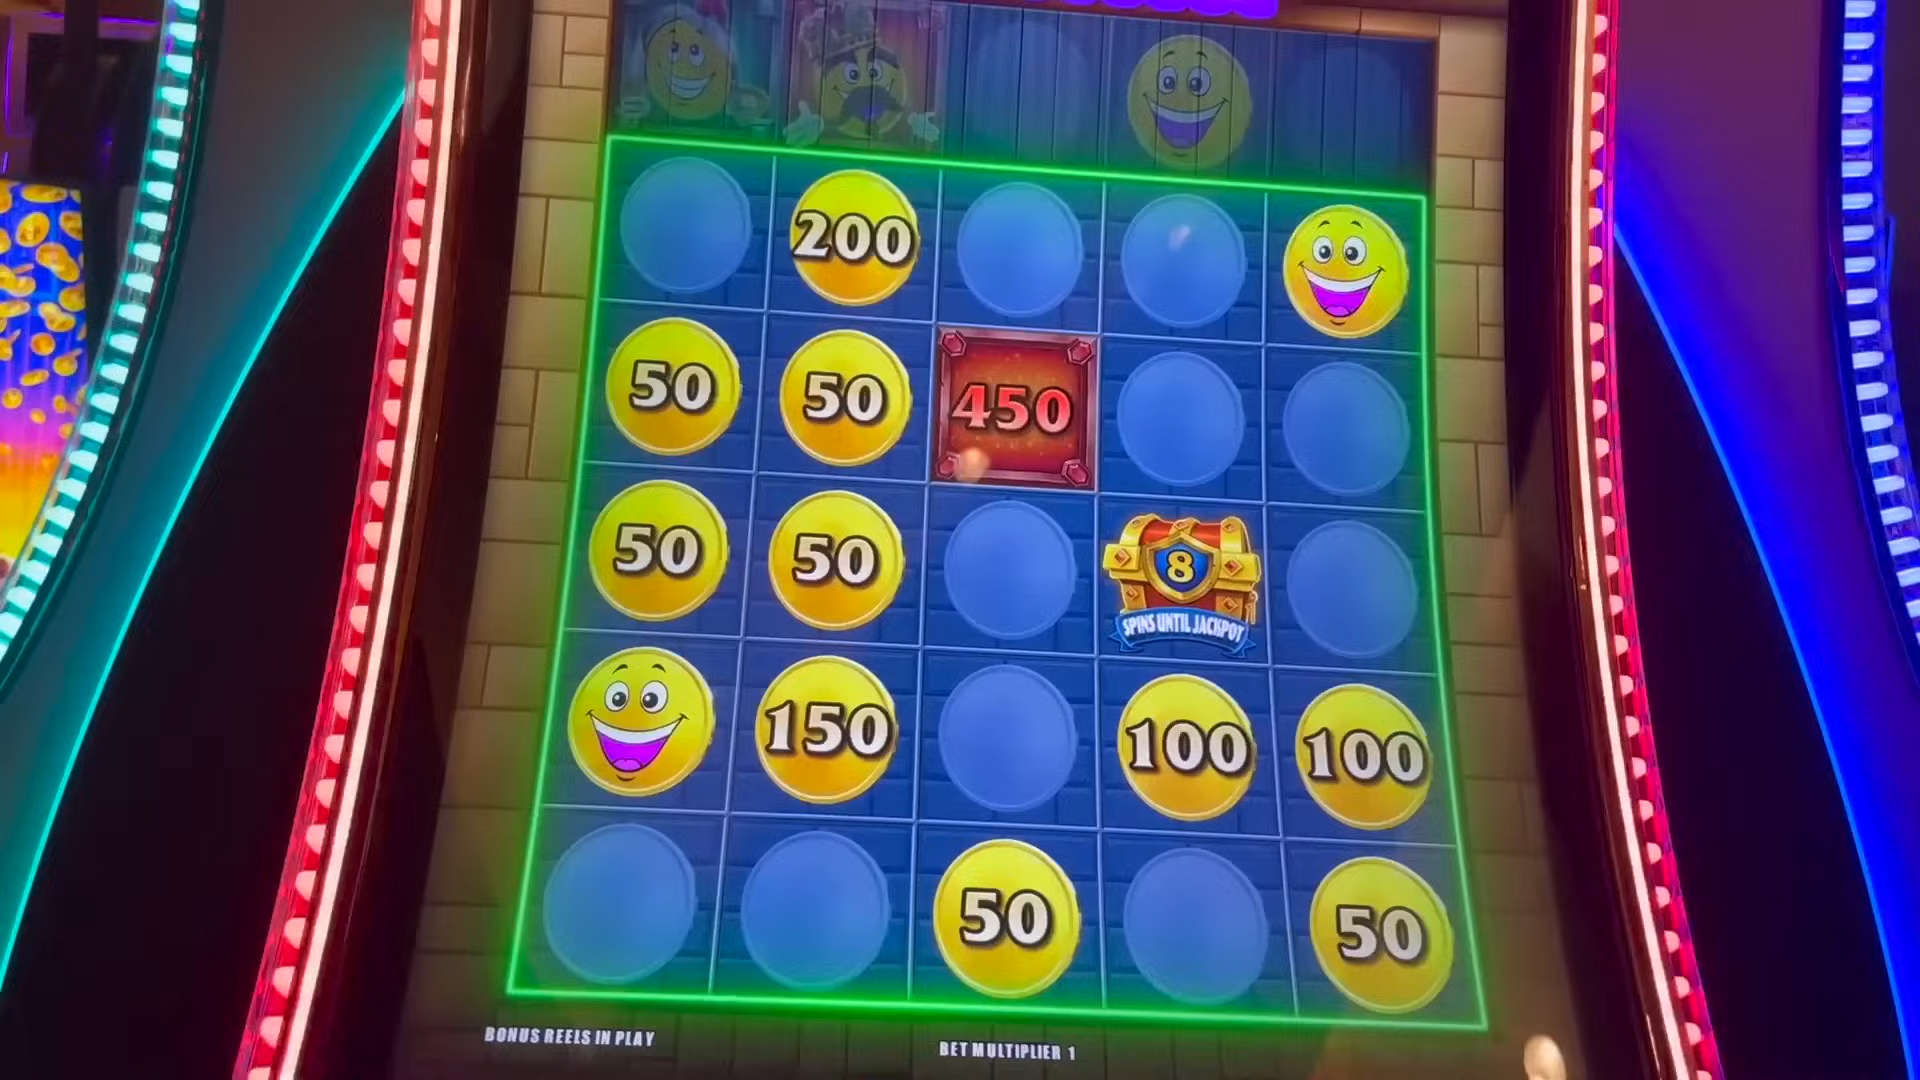 200
50 50 450
50 50 8
SPINS UNTIL JACKPOT
150 100 100
50 50
BONUS REELS IN PLAY
BET MULTIPLIER 1